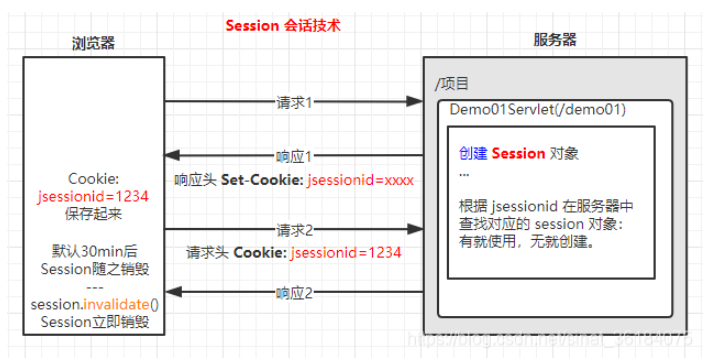 Session 会话技术
浏览器
服务器
/项目
Demo01Servlet(/demo01)
请求1
创建 Session 对象
...
根据 jsessionid 在服务器中
查找对应的 session 对象：
有就使用，无就创建。
响应1
响应头 Set-Cookie: jsessionid=xxxx
Cookie:
jsessionid=1234
保存起来
请求2
请求头 Cookie: jsessionid=1234
默认30min后
Session随之销毁
---
session.invalidate()
Session立即销毁
响应2